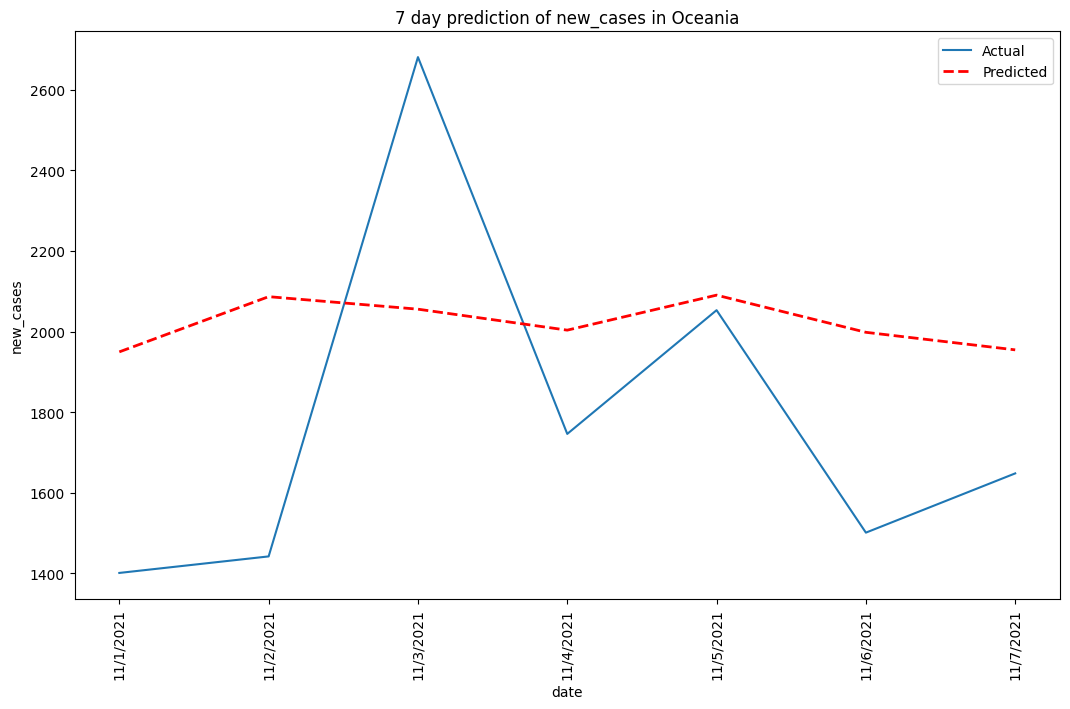 7 day prediction of new_cases in Oceania
Actual
Predicted
new_cases
2600
2400
2200
2000
1800
1600
1400
11/1/2021
11/2/2021
11/3/2021
11/4/2021
11/5/2021
11/6/2021
11/7/2021
date